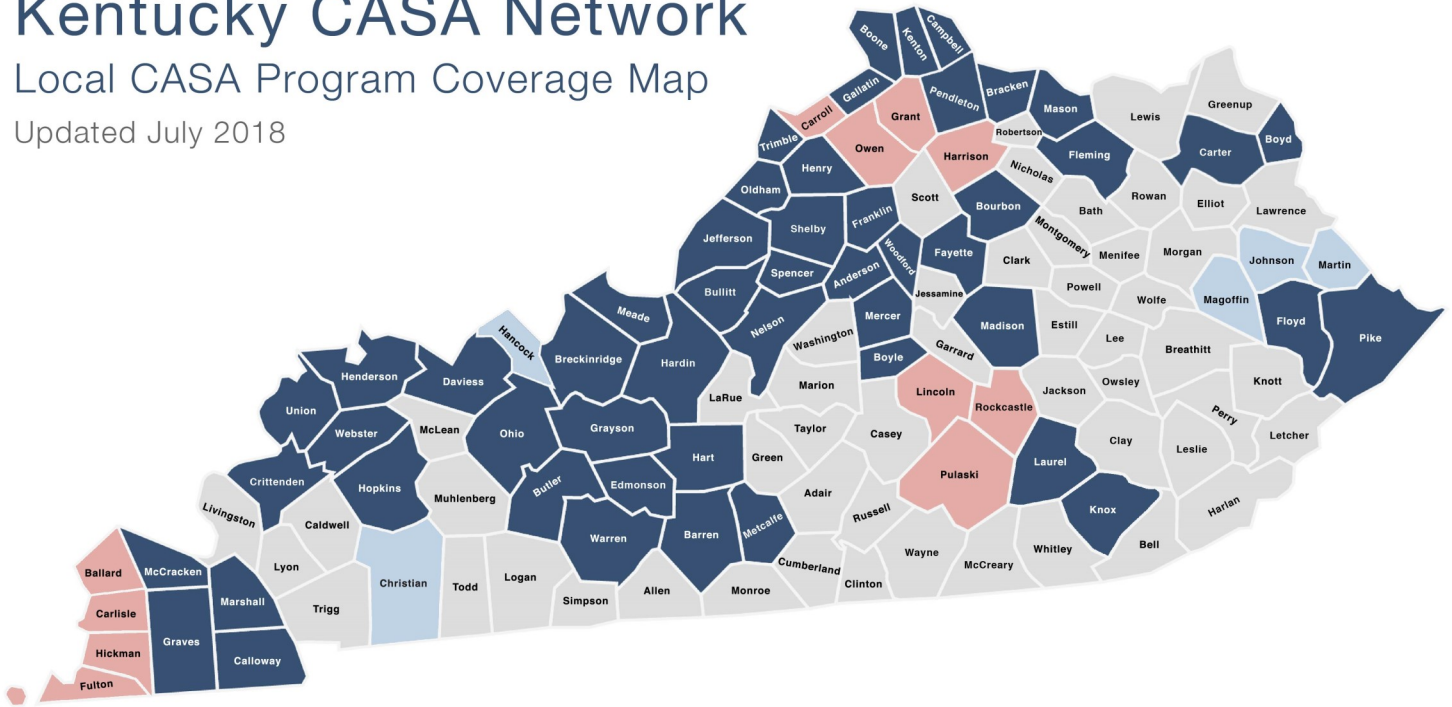 Kentucky CASA Network
Local CASA Program Coverage Map
Updated July 2018
Boone
Kenton
Campbell
Gallatin
Pendleton
Bracken
Mason
Carroll
Grant
Lewis
Greenup
Trimble
Owen
Harrison
Robertson
Fleming
Carter
Boyd
Henry
Nicholas
Oldham
Scott
Bourbon
Rowan
Elliot
Bath
Lawrence
Jefferson
Shelby
Franklin
Woodford
Fayette
Montgomery
Clark
Menifee
Morgan
Johnson
Martin
Spencer
Anderson
Bullitt
Jessamine
Powell
Wolfe
Magoffin
Meade
Nelson
Mercer
Madison
Estill
Floyd
Pike
Hancock
Washington
Garrard
Lee
Breathitt
Breckinridge
Hardin
Boyle
Henderson
Daviess
Marion
Lincoln
Jackson
Owsley
Knott
LaRue
Rockcastle
Union
Perry
Webster
McLean
Ohio
Grayson
Taylor
Casey
Clay
Leslie
Letcher
Hart
Green
Laurel
Crittenden
Hopkins
Butler
Edmonson
Pulaski
Muhlenberg
Adair
Livingston
Caldwell
Russell
Knox
Harlan
Warren
Barren
Metcalfe
Bell
Whitley
Wayne
McCreary
Ballard
McCracken
Lyon
Christian
Todd
Logan
Cumberland
Clinton
Simpson
Allen
Monroe
Marshall
Trigg
Carlisle
Graves
Hickman
Calloway
Fulton